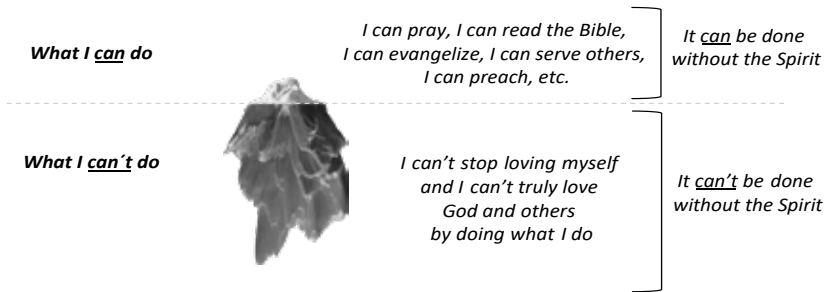 What I can do
I can pray, I can read the Bible,
I can evangelize, I can serve others,
I can preach, etc.
It can be done
without the Spirit
What I can´t do
I can't stop loving myself
and I can't truly love
God and others
by doing what I do
It can't be done
without the Spirit